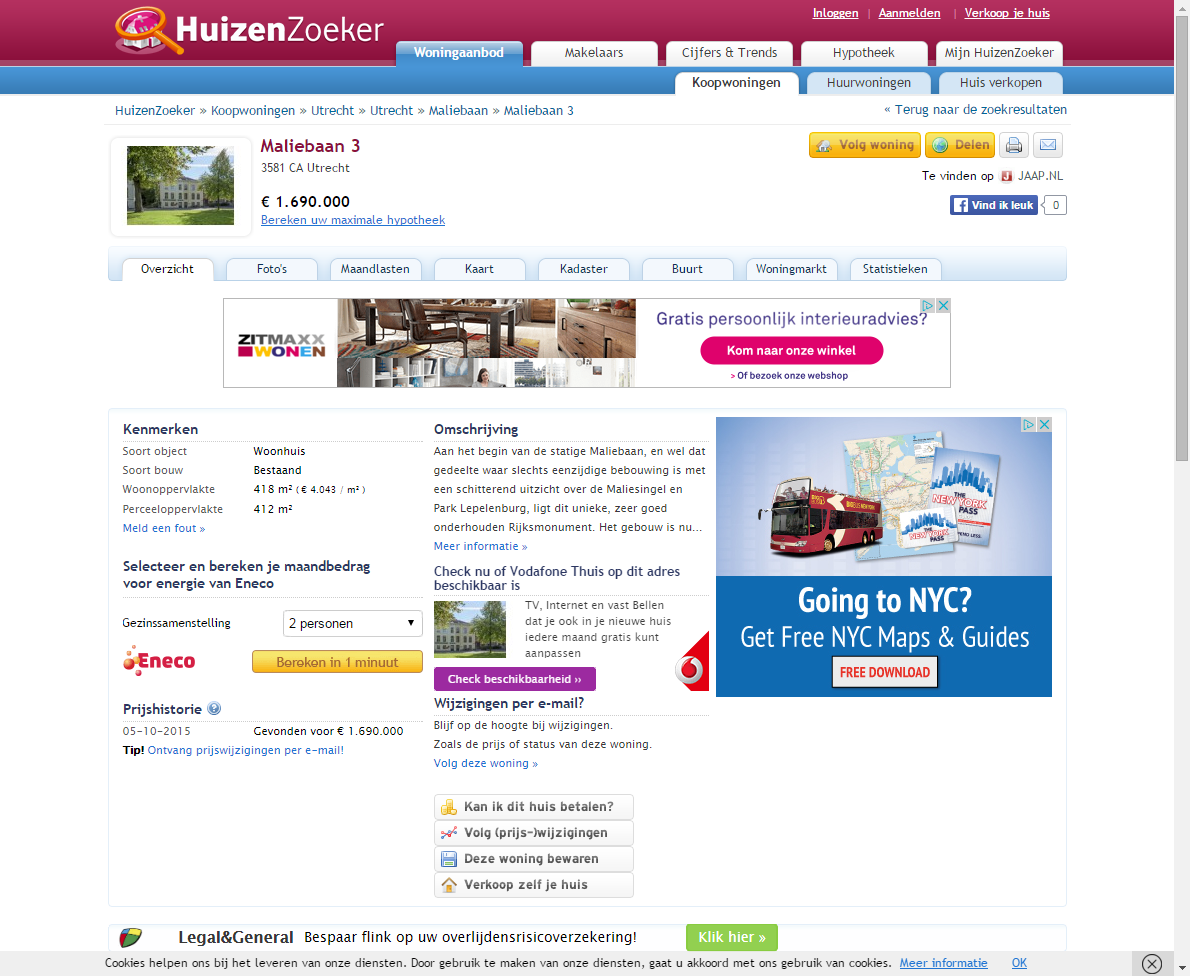 Inloggen | Aanmelden | Verkoop je huis
HuizenZoeker
Woningaanbod Makelaars Cijfers & Trends Hypotheek Mijn HuizenZoeker
Koopwoningen Huurwoningen Huis verkopen
HuizenZoeker » Koopwoningen » Utrecht » Utrecht » Maliebaan » Maliebaan 3
« Terug naar de zoekresultaten
Maliebaan 3
3581 CA Utrecht
€ 1.690.000
Bereken uw maximale hypotheek
Volg woning Delen
Te vinden op JAAP.NL
Vind ik leuk 0
Overzicht Foto's Maandlasten Kaart Kadaster Buurt Woningmarkt Statistieken
ZITMAXX
WONEN
Gratis persoonlijk interieuradvies?
Kom naar onze winkel
> Of bezoek onze webshop
Kenmerken
Soort object Woonhuis
Soort bouw Bestaand
Woonoppervlakte 418 m² ( € 4.043 / m² )
Perceeloppervlakte 412 m²
Meld een fout »
Selecteer en bereken je maandbedrag
voor energie van Eneco
Gezinssamenstelling 2 personen
Eneco Bereken in 1 minuut
Prijshistorie ?
05-10-2015 Gevonden voor € 1.690.000
Tip! Ontvang prijswijzigingen per e-mail!
Omschrijving
Aan het begin van de statige Maliebaan, en wel dat
gedeelte waar slechts eenzijdige bebouwing is met
een schitterend uitzicht over de Maliesingel en
Park Lepelenburg, ligt dit unieke, zeer goed
onderhouden Rijksmonument. Het gebouw is nu...
Meer informatie »
Check nu of Vodafone Thuis op dit adres
beschikbaar is
TV, Internet en vast Bellen
dat je ook in je nieuwe huis
iedere maand gratis kunt
aanpassen
Check beschikbaarheid ››
Wijzigingen per e-mail?
Blijf op de hoogte bij wijzigingen.
Zoals de prijs of status van deze woning.
Volg deze woning »
Kan ik dit huis betalen?
Volg (prijs-)wijzigingen
Deze woning bewaren
Verkoop zelf je huis
THE
NEW YORK
PASS
THE
NEW YORK
PASS
Going to NYC?
Get Free NYC Maps & Guides
FREE DOWNLOAD
Legal&General Bespaar flink op uw overlijdensrisicoverzekering! Klik hier »
Cookies helpen ons bij het leveren van onze diensten. Door gebruik te maken van onze diensten, gaat u akkoord met ons gebruik van cookies. Meer informatie OK